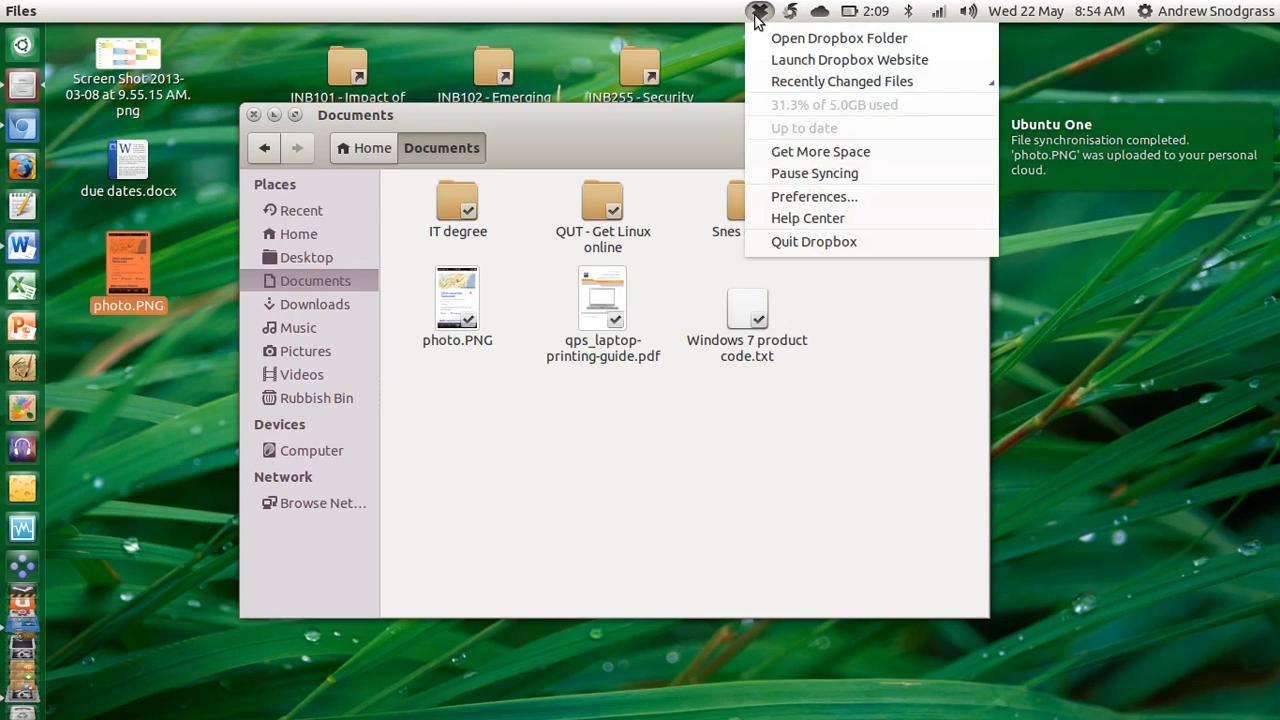 Files
2:09
Wed 22 May
8:54 AM
Andrew Snodgrass
Open Dropbox Folder
Launch Dropbox Website
Recently Changed Files
31.3% of 5.0GB used
Up to date
Get More Space
Pause Syncing
Preferences...
Help Center
Quit Dropbox
Ubuntu One
File synchronisation completed.
'photo.PNG' was uploaded to your personal
cloud.
Screen Shot 2013-
03-08 at 9.55.15 AM.
png
due dates.docx
photo.PNG
INB101 - Impact of
INB102 - Emerging
INB255 - Security
Documents
Home
Documents
Places
Recent
Home
Desktop
Documents
Downloads
Music
Pictures
Videos
Rubbish Bin
Devices
Computer
Network
Browse Net...
IT degree
QUT - Get Linux
online
Snes
photo.PNG
qps_laptop-
printing-guide.pdf
Windows 7 product
code.txt